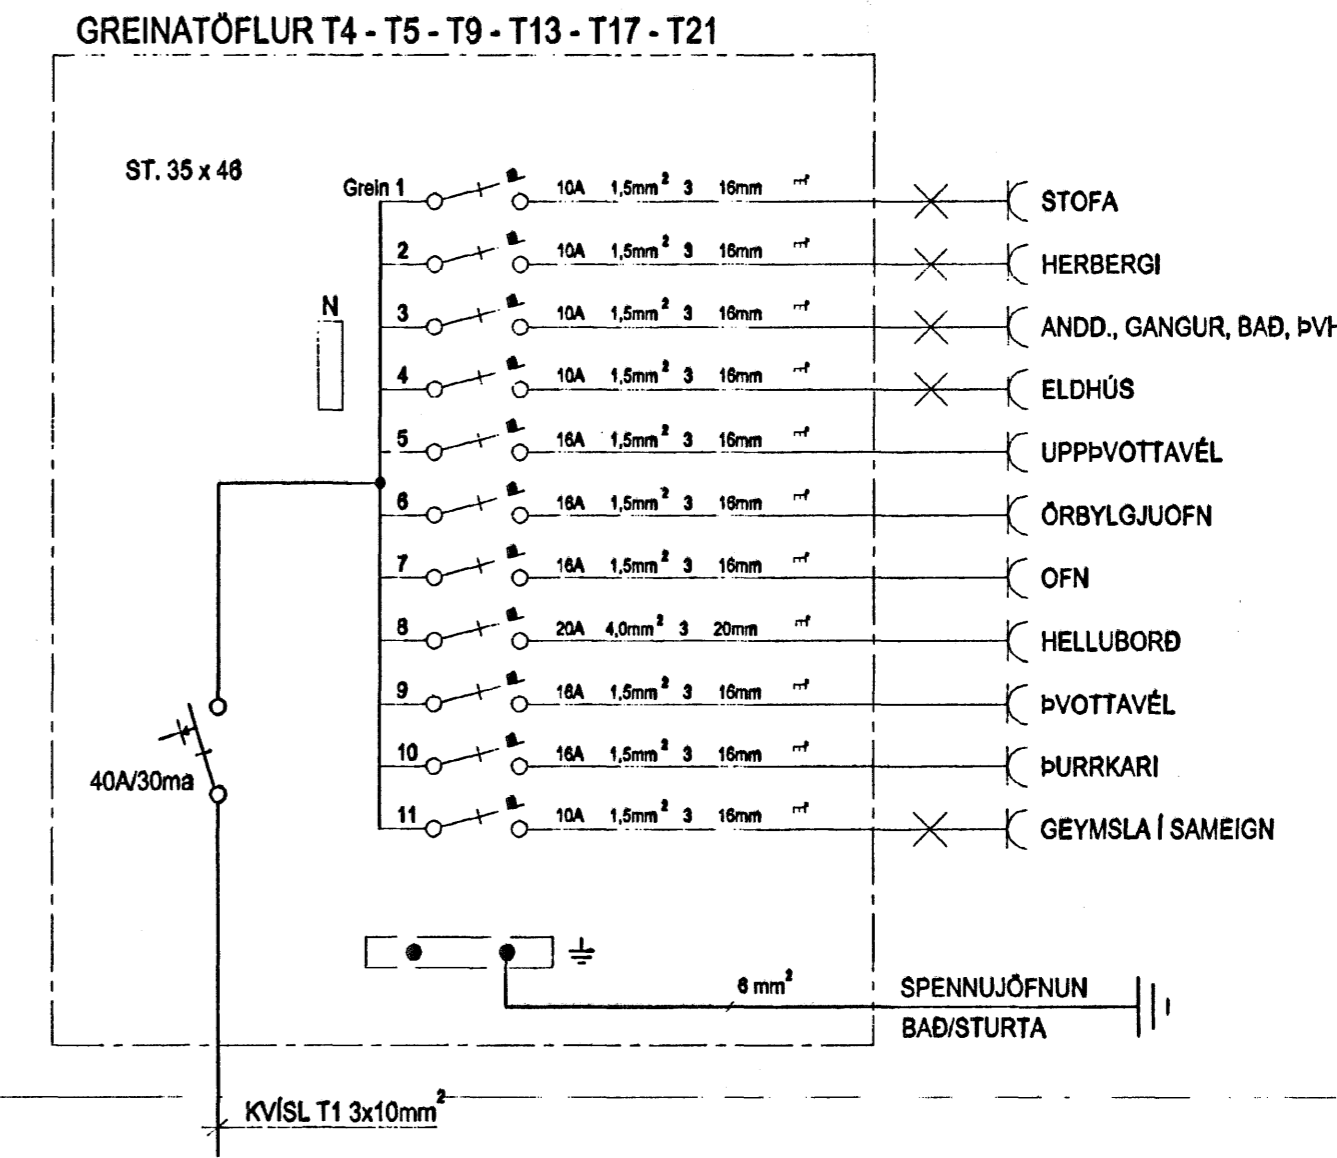 GREINATÖFLUR T4 - T5 - T9 - T13 - T17 - T21
ST. 35 x 46
Grein 1 10A 1,5mm² 3 16mm STOFA
2 10A 1,5mm² 3 16mm HERBERGI
N
3 10A 1,5mm² 3 16mm ANDD., GANGUR, BAÐ, ÞVH
4 10A 1,5mm² 3 16mm ELDHÚS
5 16A 1,5mm² 3 16mm UPPÞVOTTAVÉL
6 16A 1,5mm² 3 16mm ÖRBYLGJUOFN
7 16A 1,5mm² 3 16mm OFN
8 20A 4,0mm² 3 20mm HELLUBORÐ
9 16A 1,5mm² 3 16mm ÞVOTTAVÉL
10 16A 1,5mm² 3 16mm ÞURRKARI
40A/30ma
11 10A 1,5mm² 3 16mm GEYMSLA Í SAMEIGN
6 mm² SPENNUJÖFNUN
BAÐ/STURTA
KVÍSL T1 3x10mm²